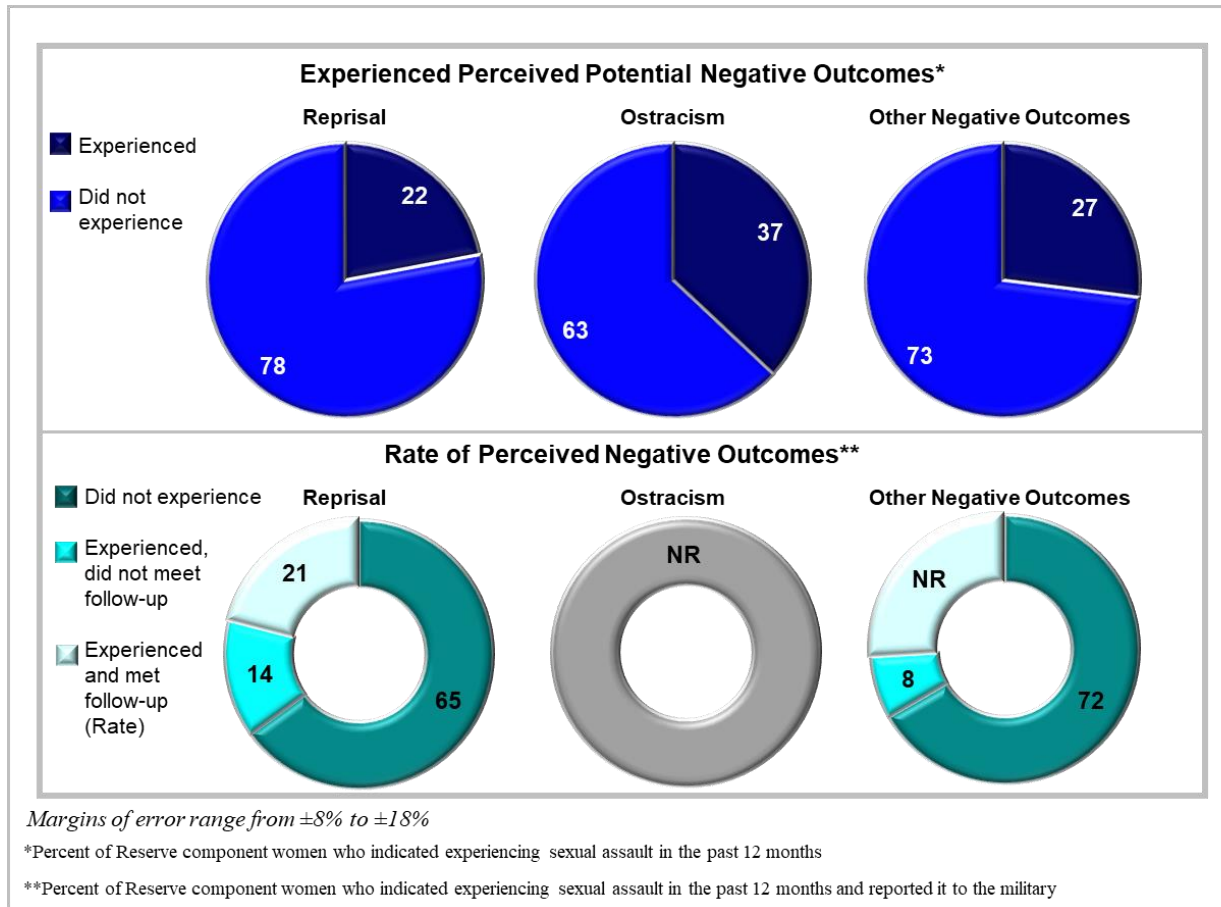 Experienced Perceived Potential Negative Outcomes*
Reprisal
Ostracism
Other Negative Outcomes
Experienced
Did not
experience
22
78
37
63
27
73
Rate of Perceived Negative Outcomes**
Did not experience
Experienced,
did not meet
follow-up
Experienced
and met
follow-up
(Rate)
Reprisal
Ostracism
Other Negative Outcomes
21
14
65
NR
NR
8
72
Margins of error range from ±8% to ±18%
*Percent of Reserve component women who indicated experiencing sexual assault in the past 12 months
**Percent of Reserve component women who indicated experiencing sexual assault in the past 12 months and reported it to the military